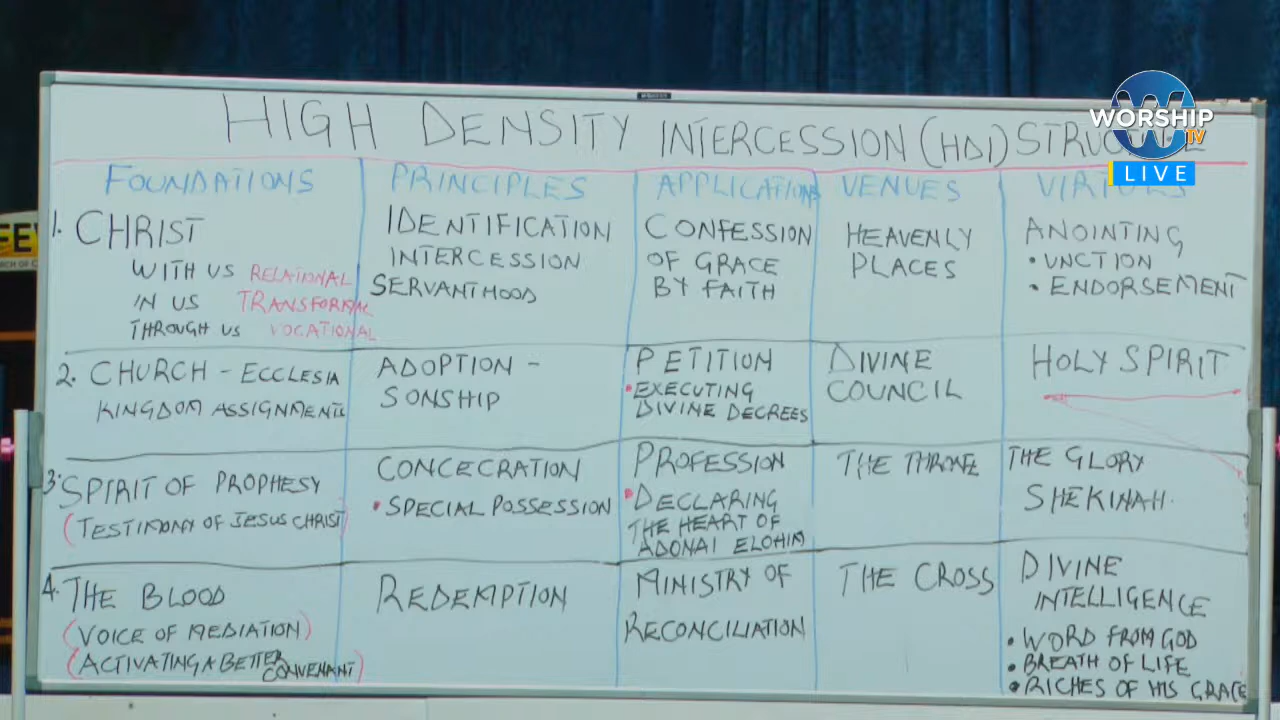 HIGH DENSITY INTERCESSION (HDI)
WORSHIP
TV
LIVE
FOUNDATIONS PRINCIPLES APPLICATIONS VENUES VIRTUES
1. CHRIST
WITH US RELATIONAL
IN US
THROUGH US VOCATIONAL
IDENTIFICATION
INTERCESSION
SERVANTHOOD
CONFESSION
OF GRACE
BY FAITH
HEAVENLY
PLACES
ANOINTING
• UNCTION
• ENDORSEMENT
2. CHURCH - ECCLESIA
KINGDOM ASSIGNMENTS
ADOPTION -
SONSHIP
PETITION
• EXECUTING
DIVINE DECREES
DIVINE
COUNCIL
HOLY SPIRIT
3. SPIRIT OF PROPHESY
(TESTIMONY OF JESUS CHRIST)
CONCECRATION
• SPECIAL POSSESSION
PROFESSION
• DECLARING
THE HEART OF
ADONAI ELOHIM
THE THRONE
THE GLORY
SHEKINAH.
4. THE BLOOD
(VOICE OF MEDIATION)
(ACTIVATING A BETTER
CONVENANT)
REDEMPTION
MINISTRY OF
RECONCILIATION
THE CROSS
DIVINE
INTELLIGENCE
• WORD FROM GOD
• BREATH OF LIFE
• RICHES OF HIS GRACE